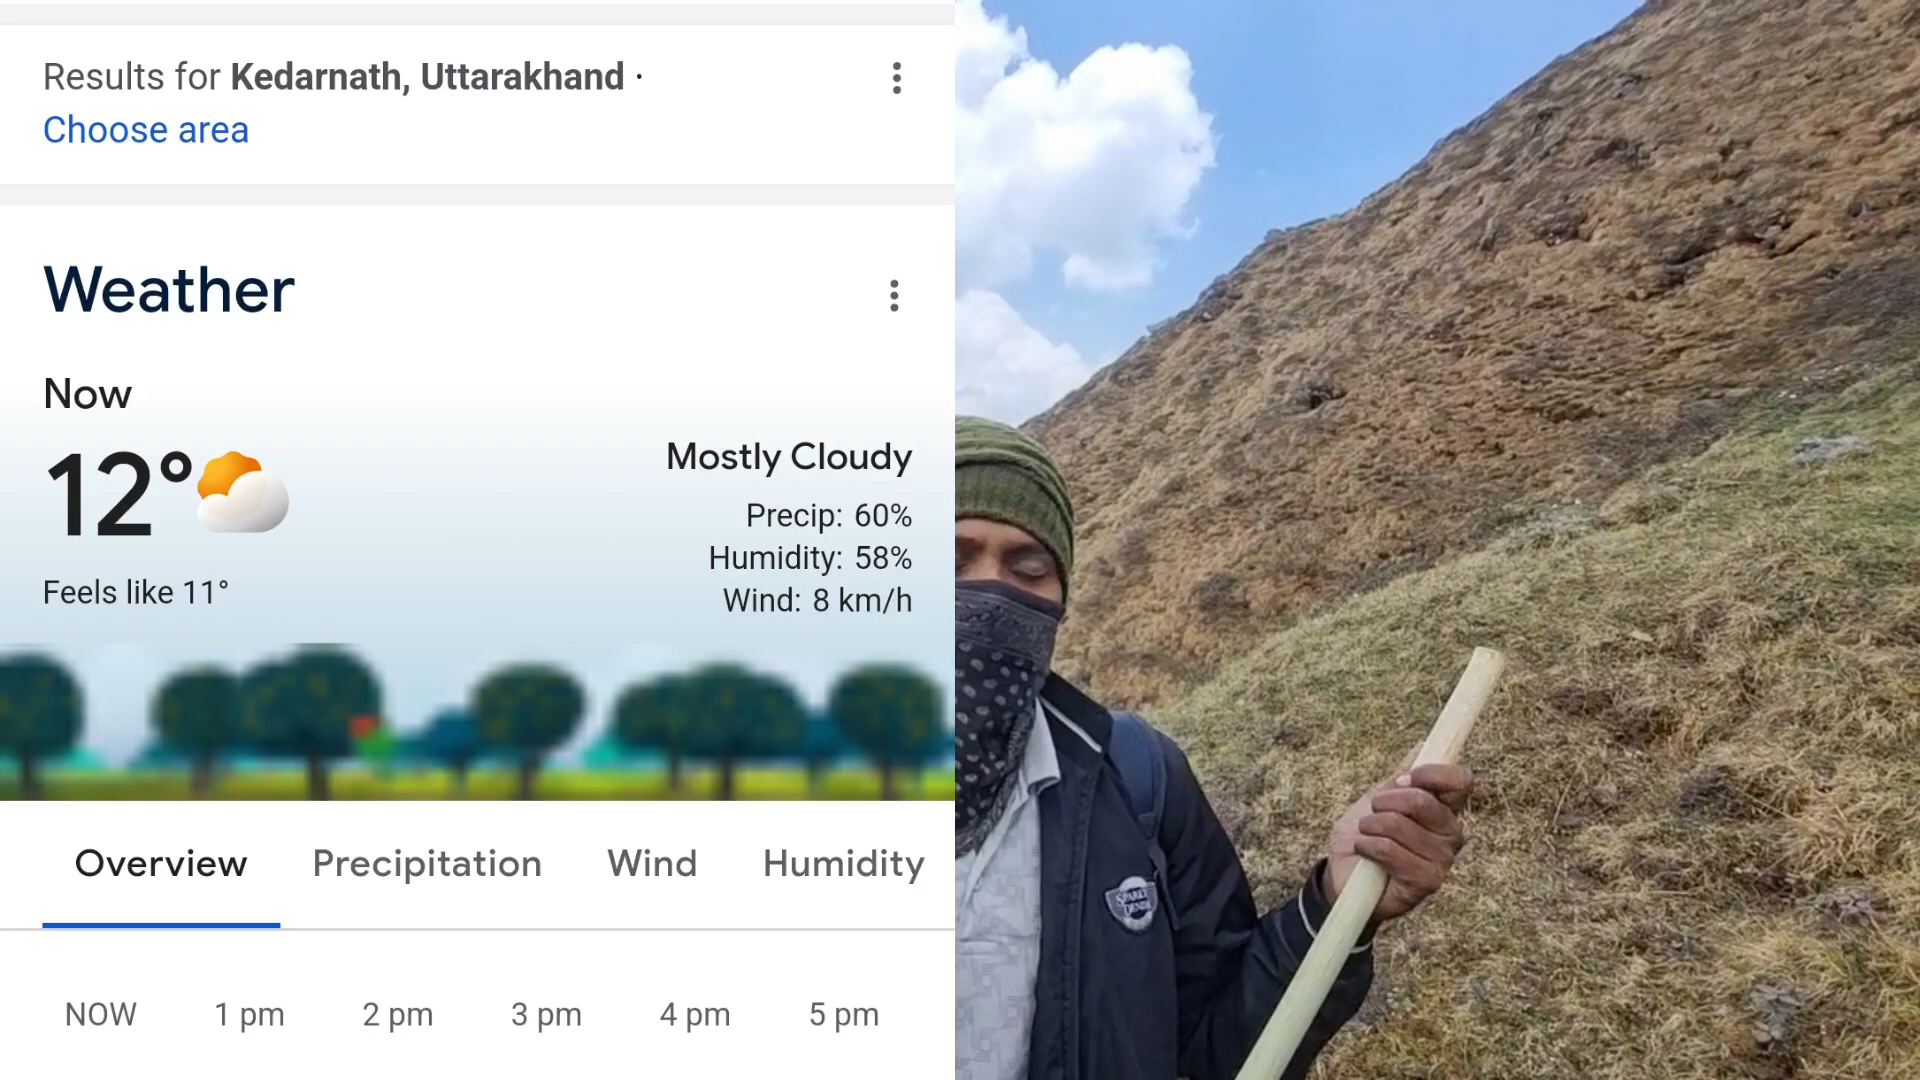 Results for Kedarnath, Uttarakhand ·
Choose area
Weather
Now
12°
Mostly Cloudy
Precip: 60%
Humidity: 58%
Wind: 8 km/h
Feels like 11°
Overview Precipitation Wind Humidity
NOW 1 pm 2 pm 3 pm 4 pm 5 pm